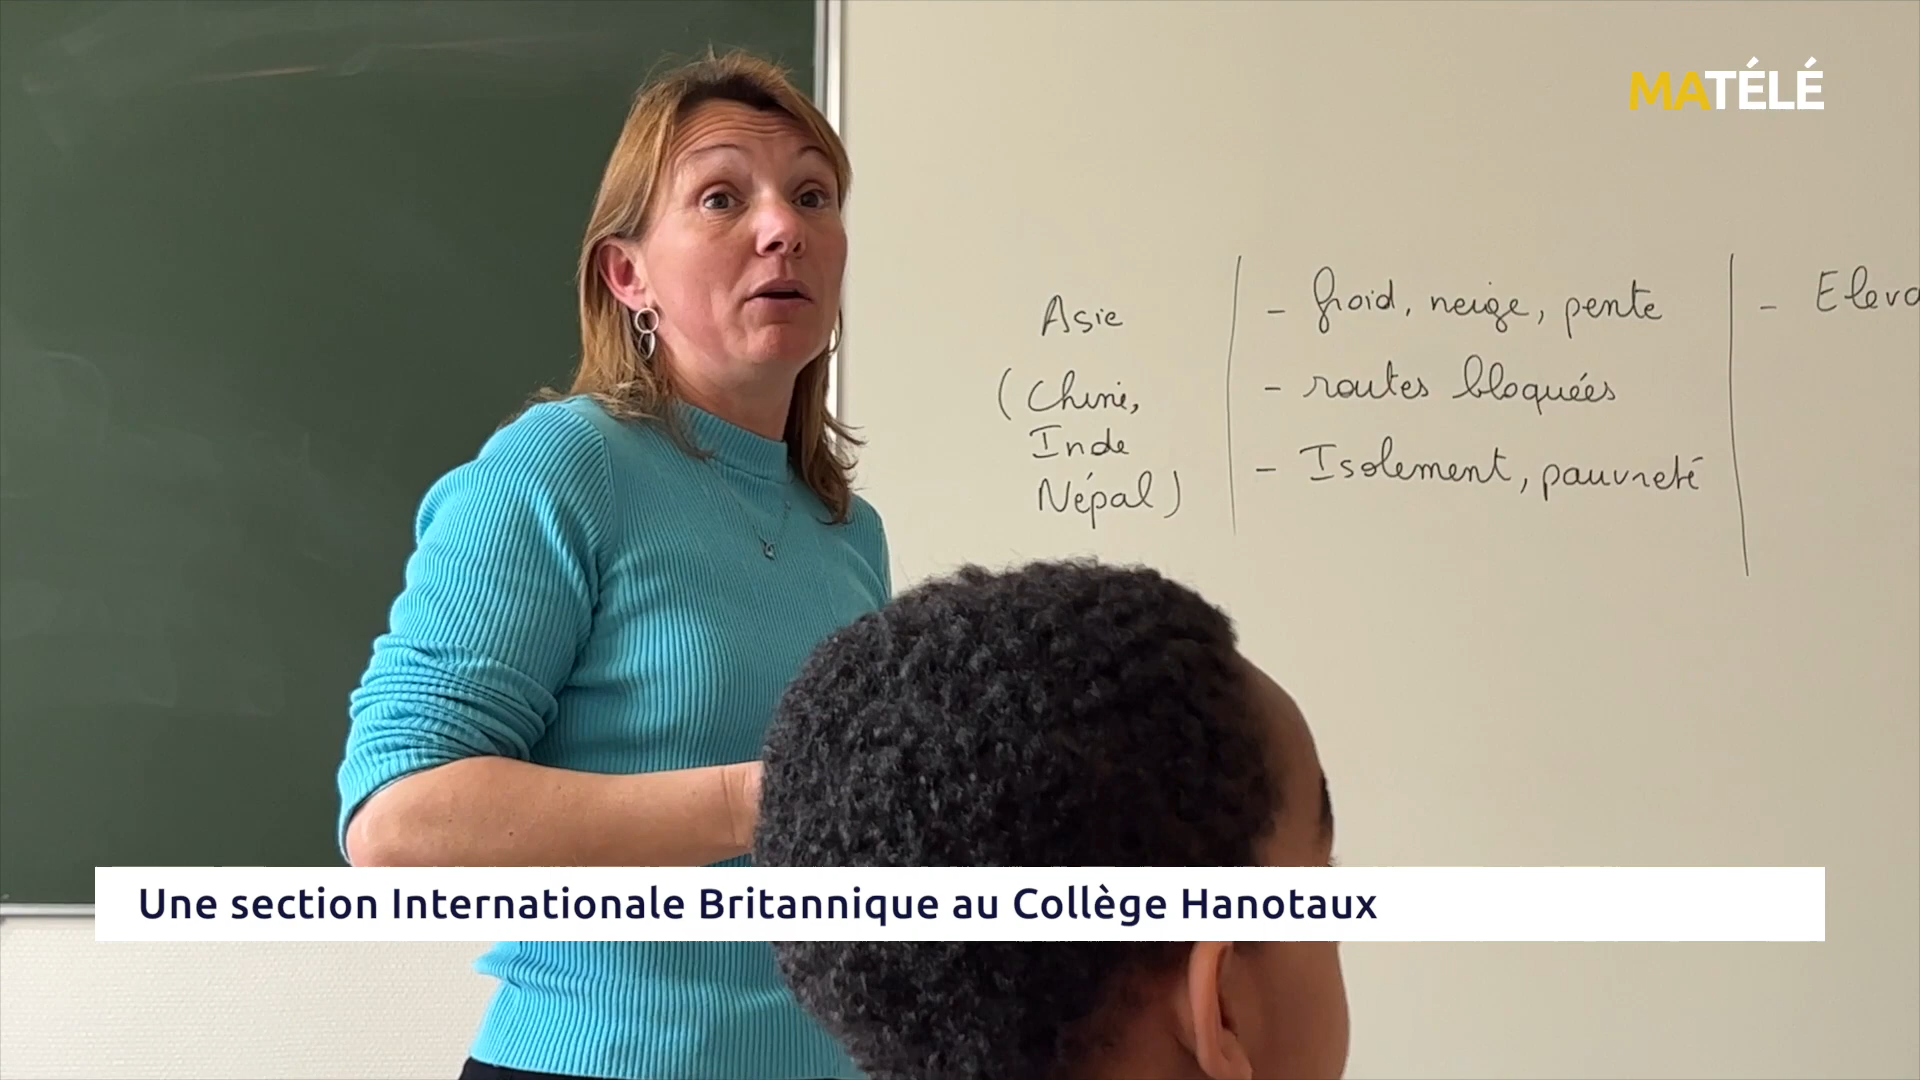 MATÉLÉ
Asie
(Chine,
Inde
Népal)
- froid, neige, pente
- routes bloquées
- Isolement, pauvreté
-
Une section Internationale Britannique au Collège Hanotaux